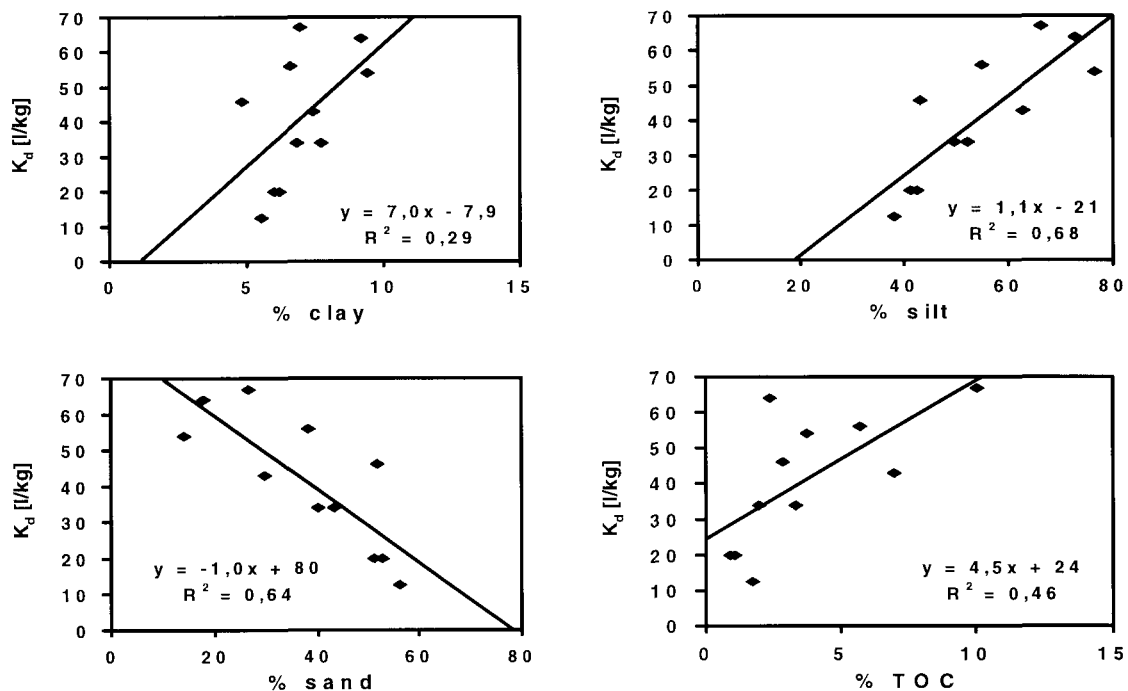 70
60
50
40
30
20
10
0
K_d [l/kg]
y = 7,0x - 7,9
R² = 0,29
0 5 10 15
% clay
70
60
50
40
30
20
10
0
K_d [l/kg]
y = 1,1x - 21
R² = 0,68
0 20 40 60 80
% silt
70
60
50
40
30
20
10
0
K_d [l/kg]
y = -1,0x + 80
R² = 0,64
0 20 40 60 80
% sand
70
60
50
40
30
20
10
0
K_d [l/kg]
y = 4,5x + 24
R² = 0,46
0 5 10 15
% TOC